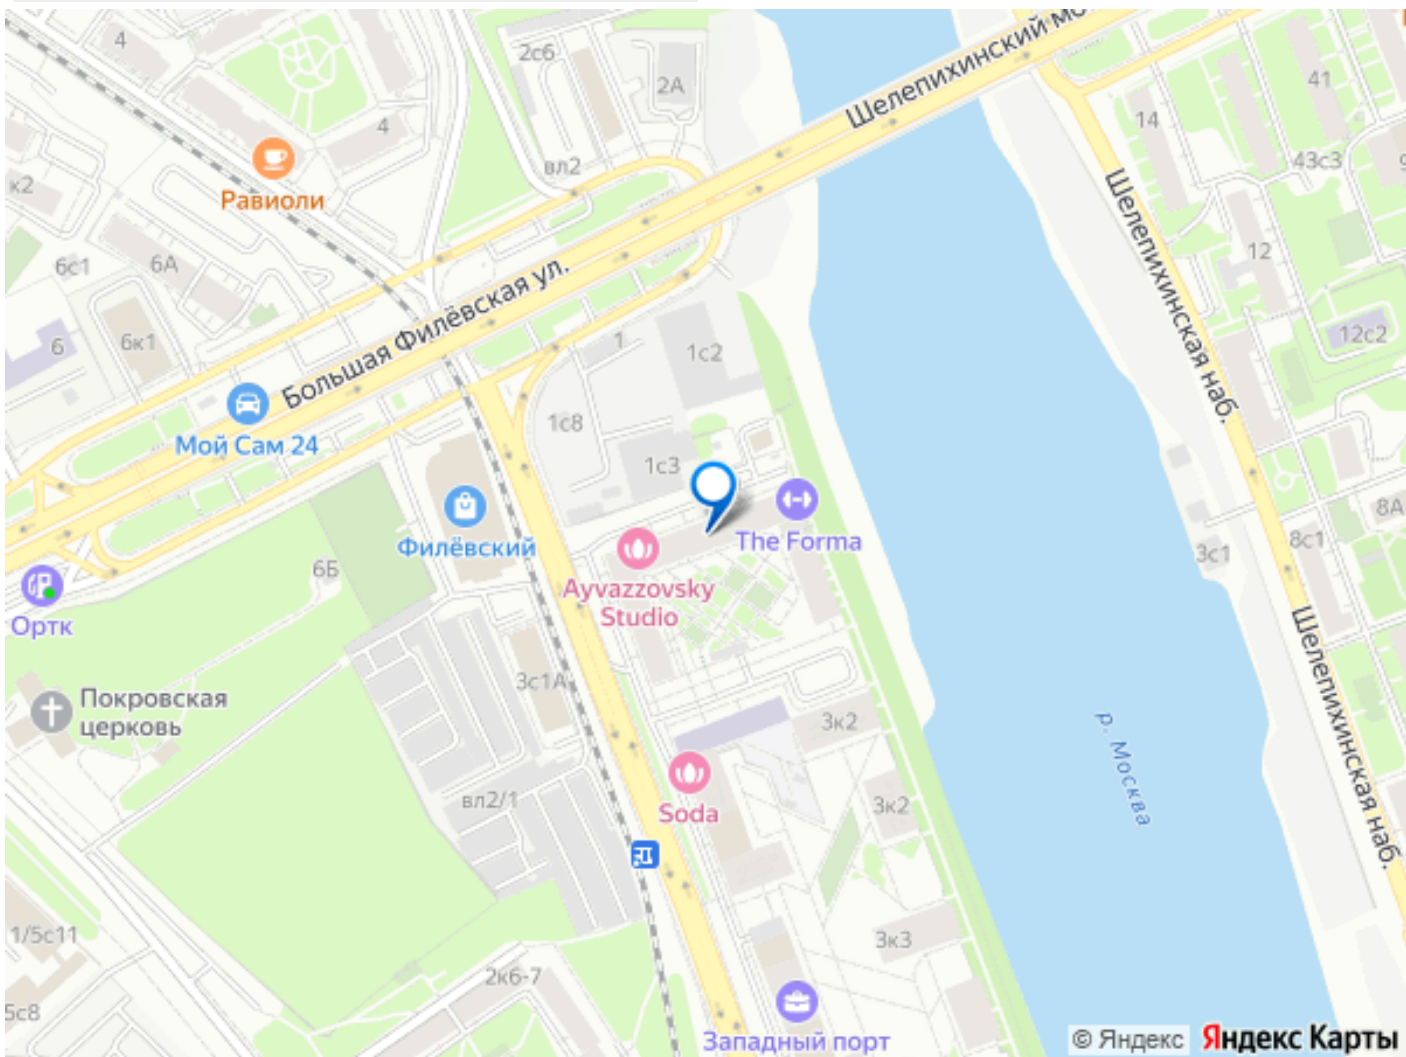 4
2с6
2А
Шелепихинский мо
41
14
43с3
4
вл2
Равиоли
к2
Шелепихинская наб.
12
6с1
6А
Большая Филёвская ул.
12с2
6
6к1
1
1с2
Мой Сам 24
1с8
1с3
8А
Филёвский
The Forma
3с1
8с1
6Б
Ayvazzovsky
Studio
Ортк
Шелепихинская наб.
Покровская
церковь
3с1А
3к2
р. Москва
вл2/1
Soda
3к2
1/5с11
3к3
2к6-7
5с8
Западный порт
© Яндекс
Яндекс Карты